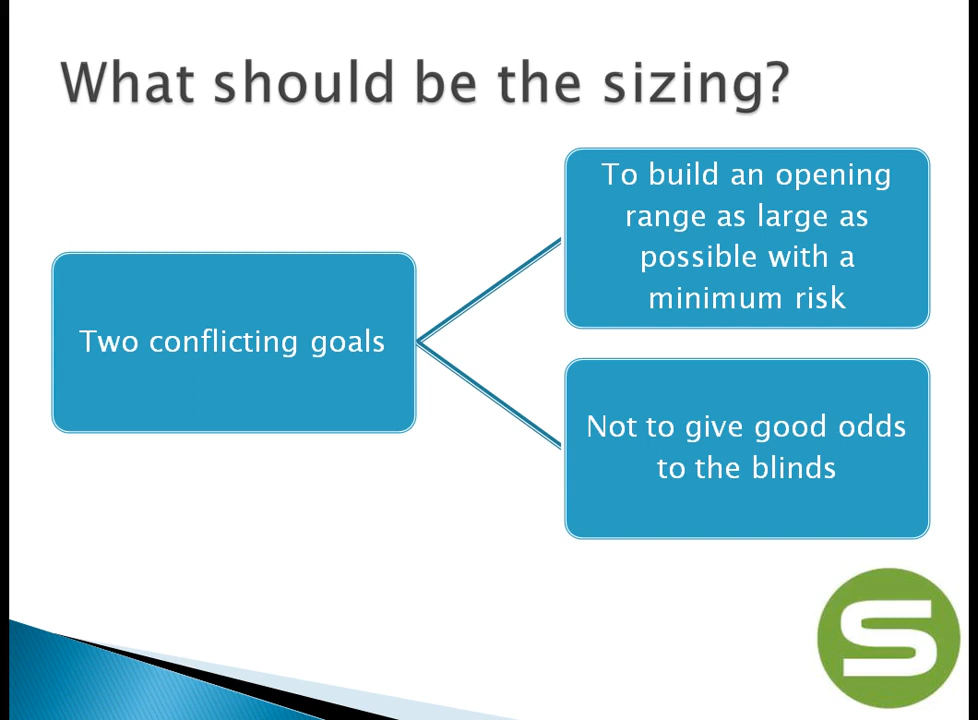 What should be the sizing?
Two conflicting goals
To build an opening
range as large as
possible with a
minimum risk
Not to give good odds
to the blinds
S